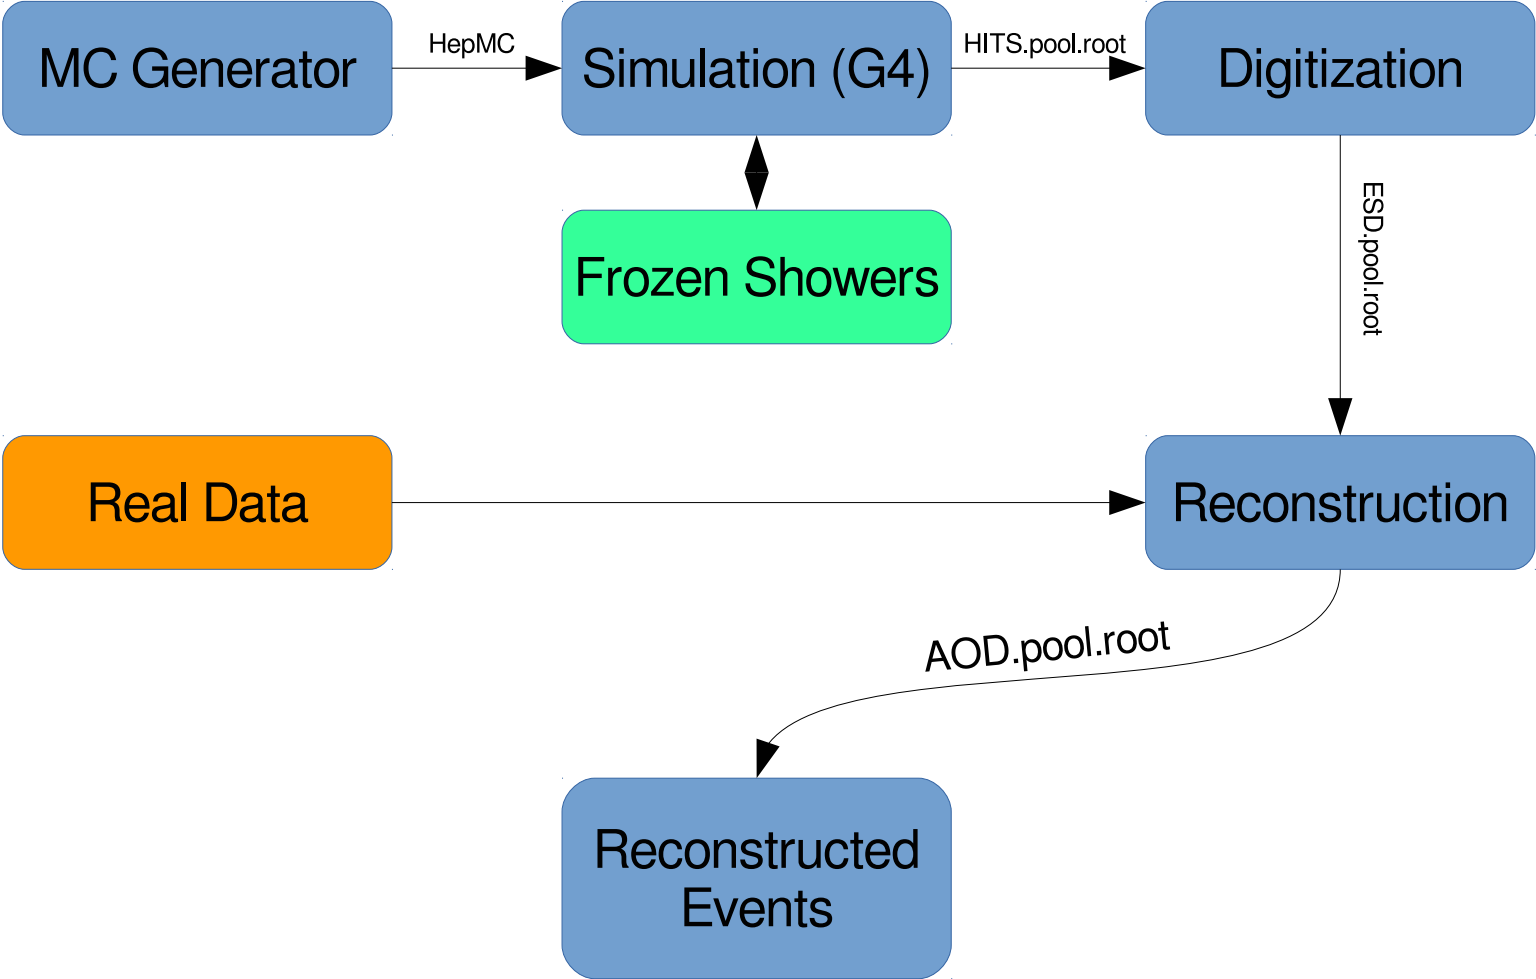 MC Generator
HepMC
Simulation (G4)
HITS.pool.root
Digitization
ESD.pool.root
Frozen Showers
Real Data
Reconstruction
AOD.pool.root
Reconstructed
Events